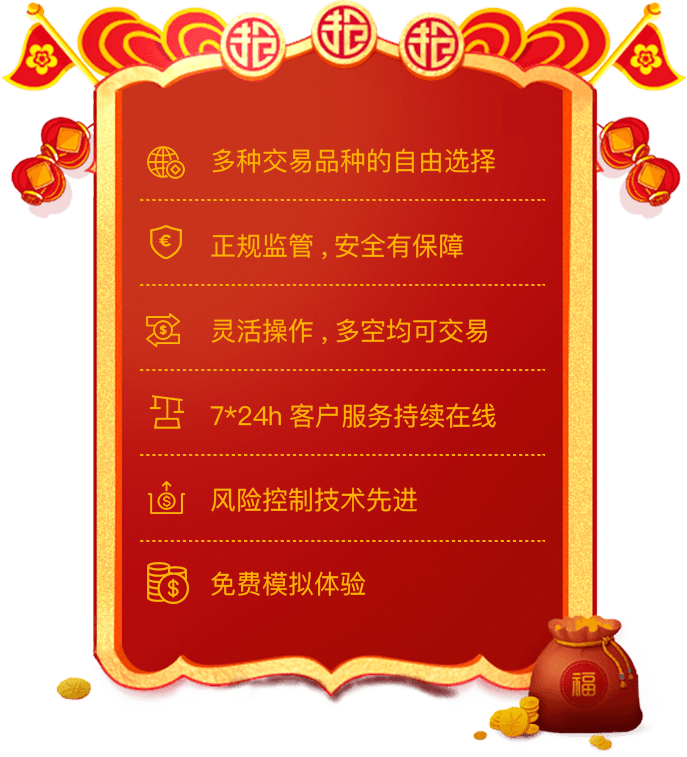 多种交易品种的自由选择
正规监管，安全有保障
灵活操作，多空均可交易
7*24h 客户服务持续在线
风险控制技术先进
免费模拟体验
福